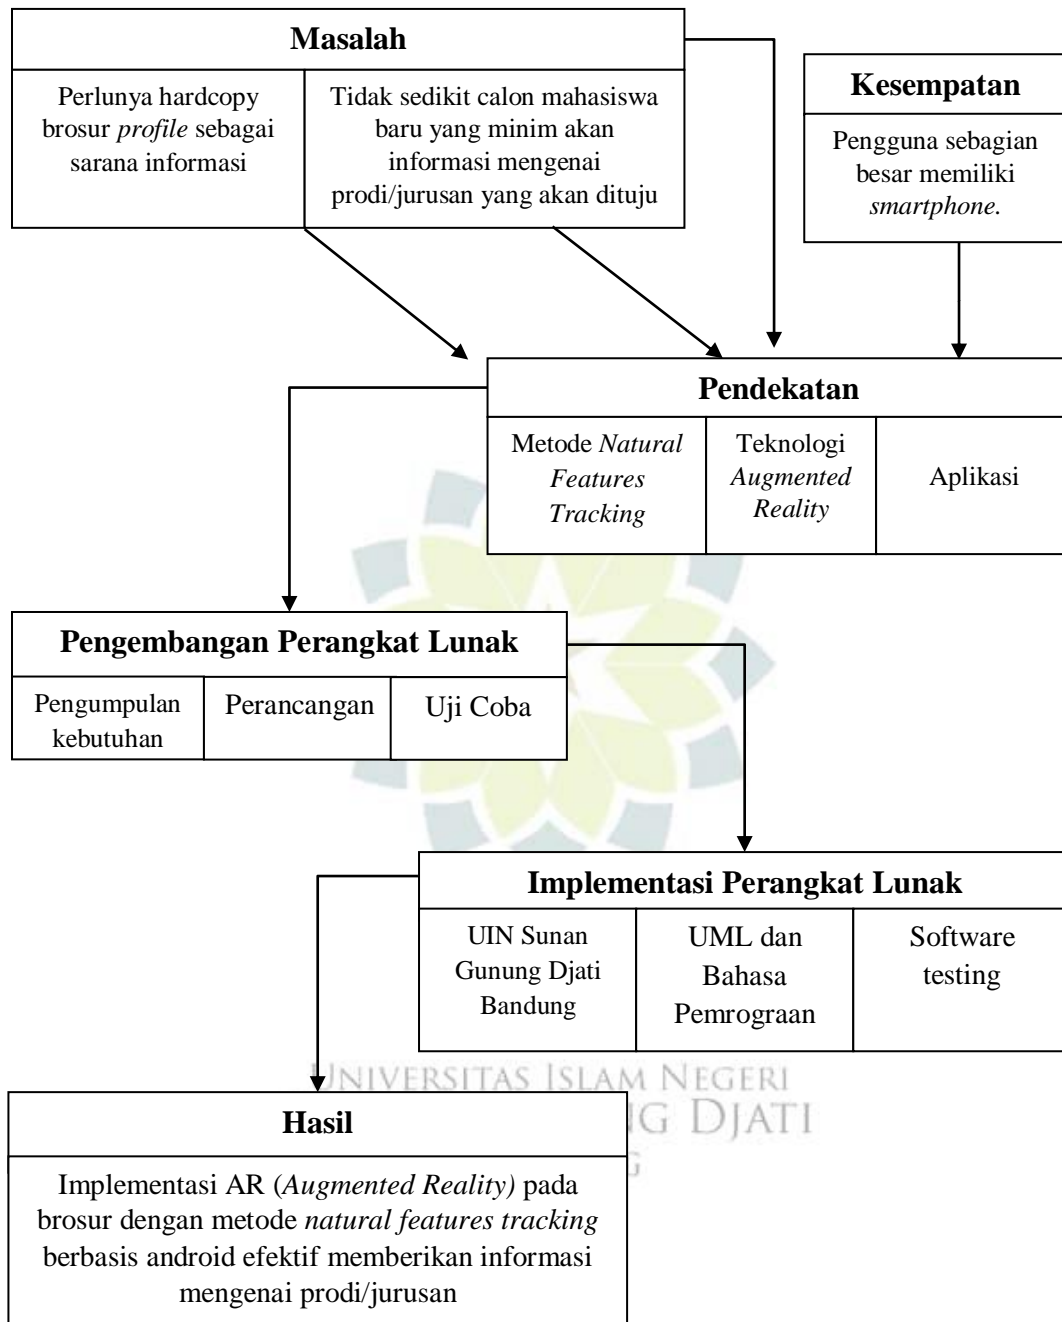 Masalah
Perlunya hardcopy
brosur profile sebagai
sarana informasi
Tidak sedikit calon mahasiswa
baru yang minim akan
informasi mengenai
prodi/jurusan yang akan dituju
Kesempatan
Pengguna sebagian
besar memiliki
smartphone.
Pendekatan
Metode Natural
Features
Tracking
Teknologi
Augmented
Reality
Aplikasi
Pengembangan Perangkat Lunak
Pengumpulan
kebutuhan
Perancangan
Uji Coba
Implementasi Perangkat Lunak
UIN Sunan
Gunung Djati
Bandung
UML dan
Bahasa
Pemrograan
Software
testing
UNIVERSITAS ISLAM NEGERI
DJATI
Hasil
Implementasi AR (Augmented Reality) pada
brosur dengan metode natural features tracking
berbasis android efektif memberikan informasi
mengenai prodi/jurusan